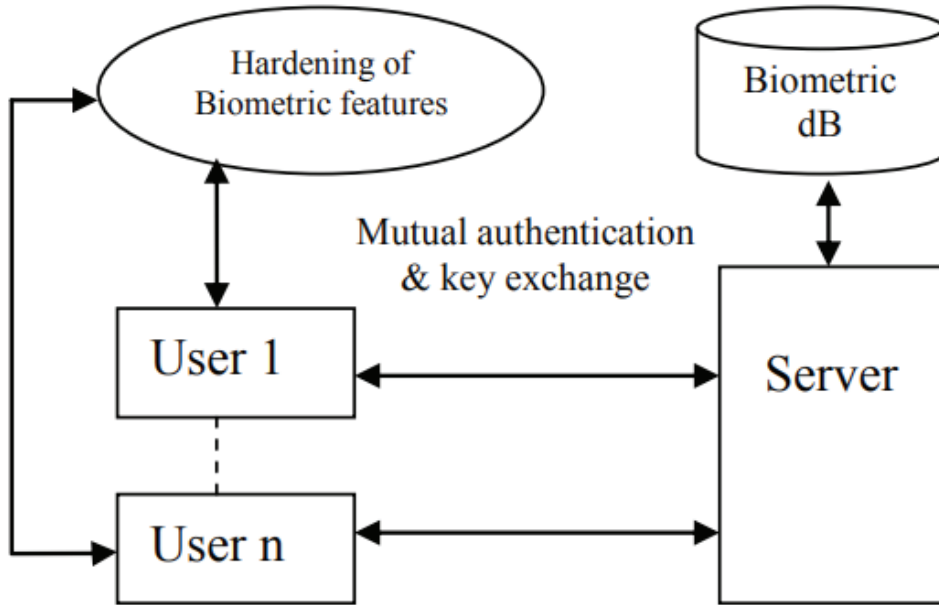 Hardening of
Biometric features
Biometric
dB
Mutual authentication
& key exchange
User 1
Server
User n